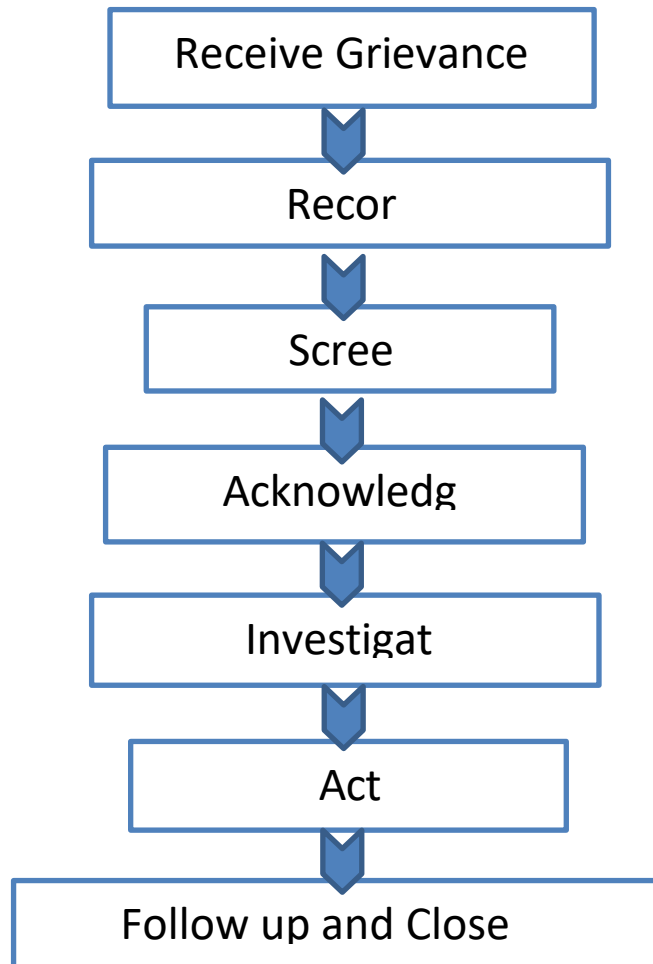 Receive Grievance
Recor
Scree
Acknowledg
Investigat
Act
Follow up and Close